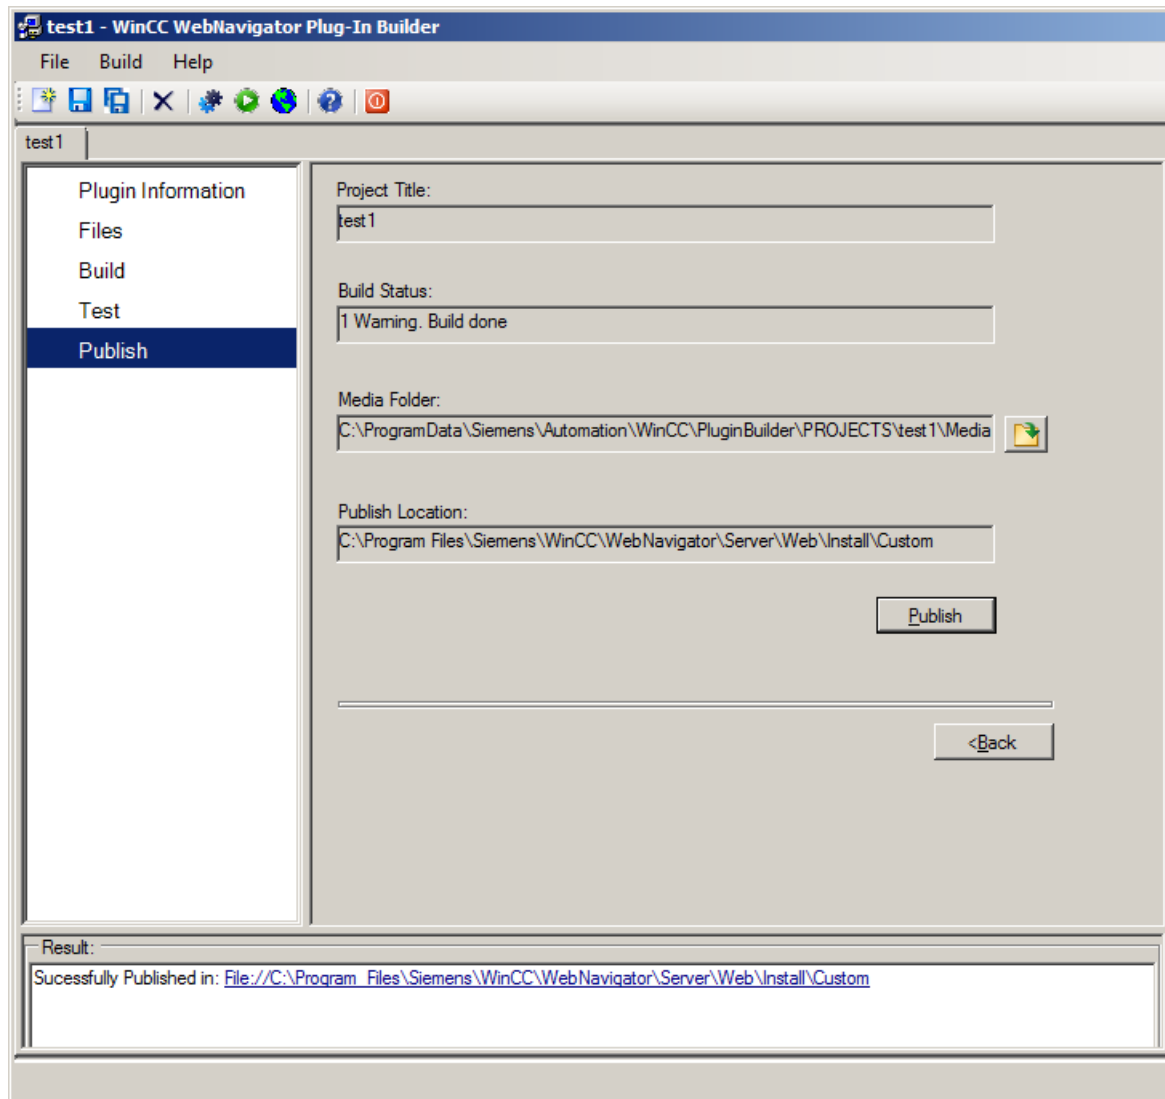 test1 - WinCC WebNavigator Plug-In Builder
File Build Help
test1
Plugin Information
Files
Build
Test
Publish
Project Title:
test1
Build Status:
1 Warning. Build done
Media Folder:
C:\ProgramData\Siemens\Automation\WinCC\PluginBuilder\PROJECTS\test1\Media
Publish Location:
C:\Program Files\Siemens\WinCC\WebNavigator\Server\Web\Install\Custom
Publish
<Back
Result:
Sucessfully Published in: File://C:\Program_Files\Siemens\WinCC\WebNavigator\Server\Web\Install\Custom